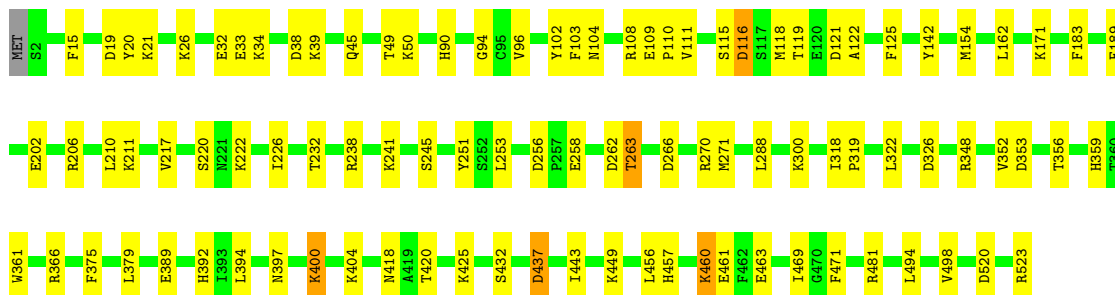 MET S2 F15 D19 Y20 K21 K26 E32 E33 K34 D38 K39 Q45 T49 K50 H90 G94 C95 V96 Y102 F103 N104 R108 E109 P110 V111 S115 D116 S117 M118 T119 E120 D121 A122 F125 Y142 M154 L162 K171 F183
E202 R206 L210 K211 V217 S220 N221 K222 I226 T232 R238 K241 S245 Y251 S252 L253 D256 P257 E258 D262 T263 D266 R270 M271 L288 K300 I318 P319 L322 D326 R348 V352 D353 T356 H359 T360
W361 R366 F375 L379 E389 H392 I393 L394 N397 K400 K404 N418 A419 T420 K425 S432 D437 I443 K449 L456 H457 K460 E461 F462 E463 I469 G470 F471 R481 L494 V498 D520 R523